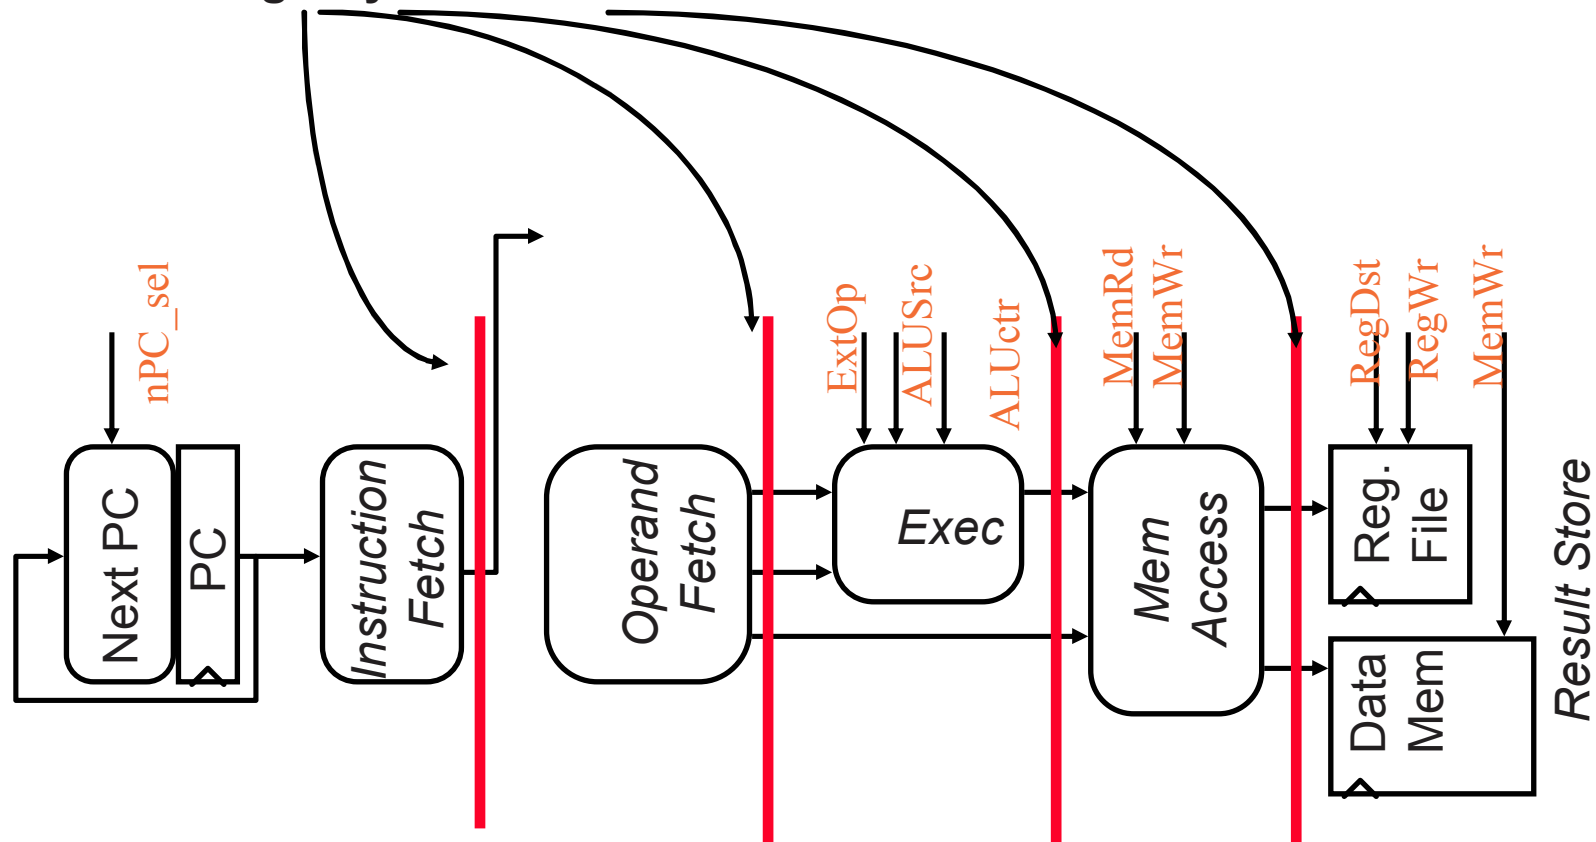 nPC_sel
Next PC
PC
Instruction
Fetch
Operand
Fetch
ExtOp
ALUSrc
ALUctr
Exec
MemRd
MemWr
Mem
Access
RegDst
RegWr
MemWr
Reg.
File
Data
Mem
Result Store